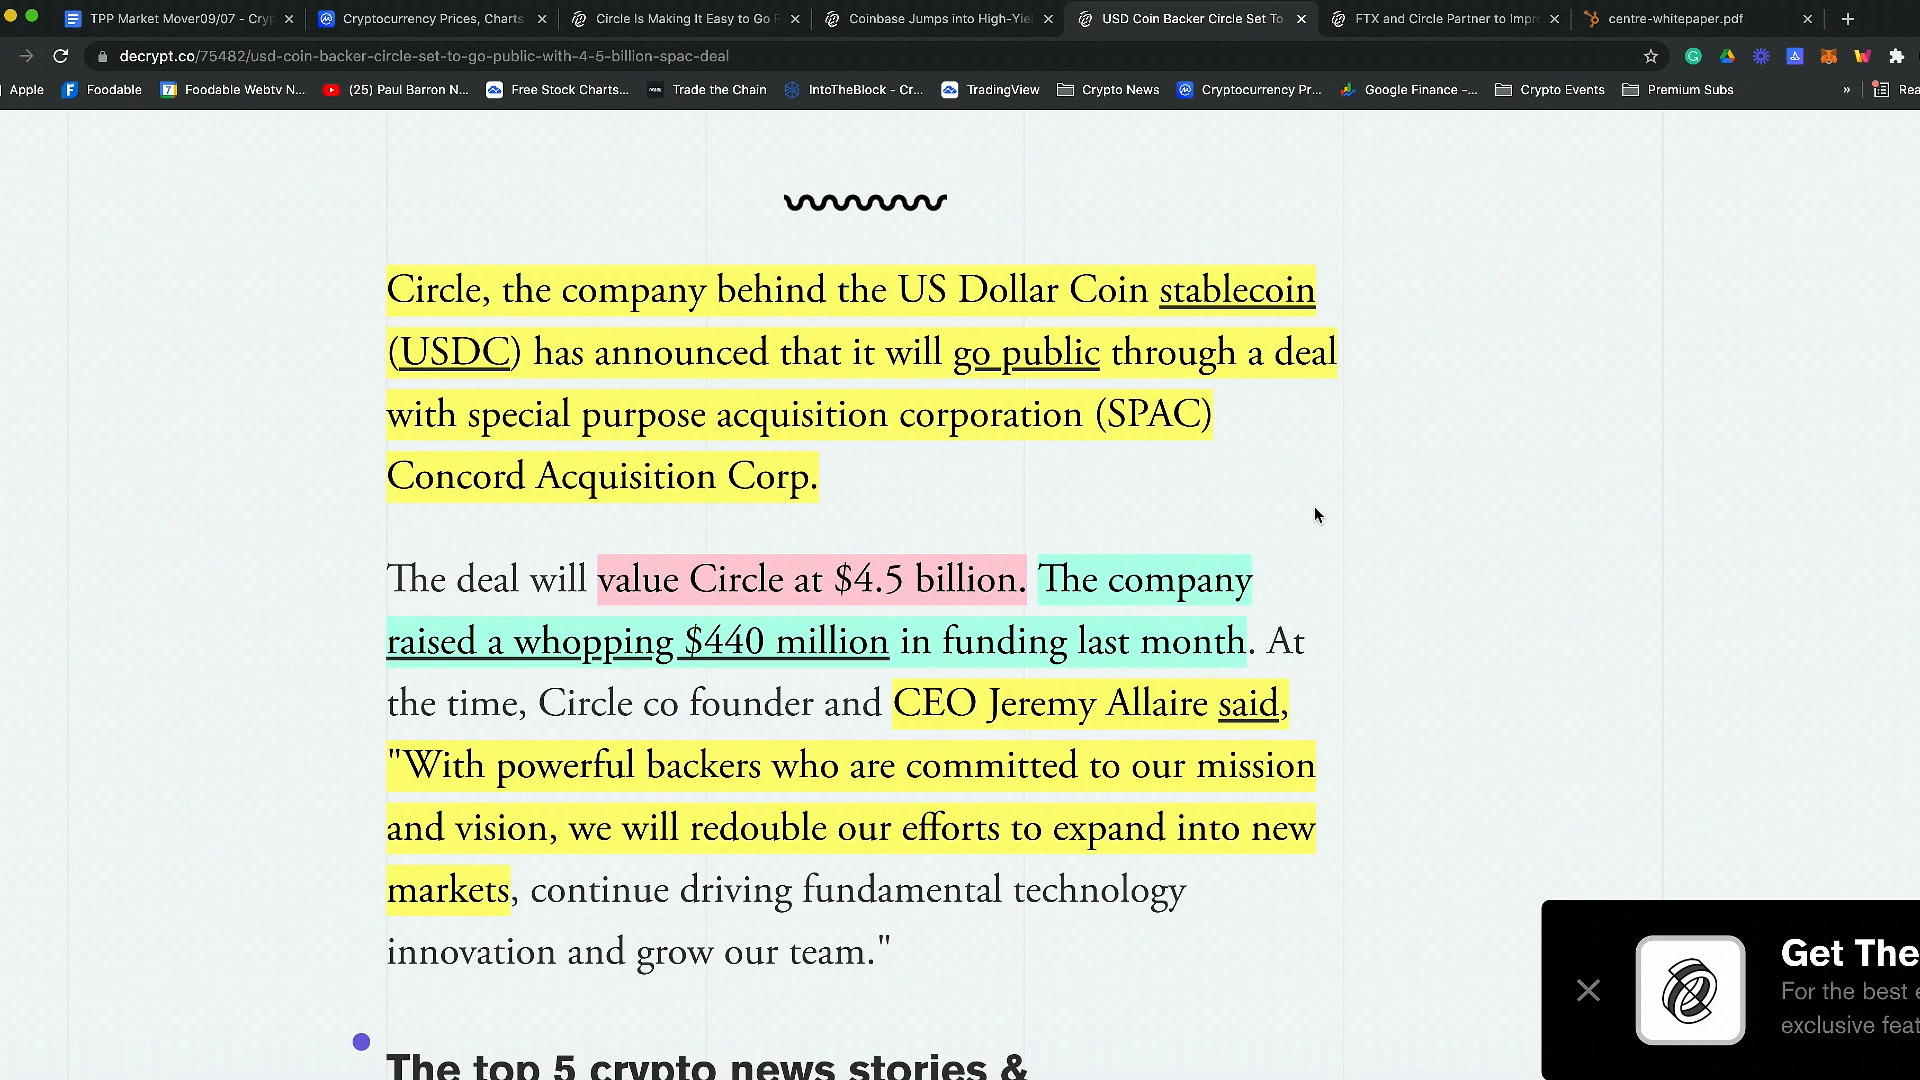 TPP Market Mover09/07 - Cryp
Cryptocurrency Prices, Charts
Circle Is Making It Easy to Go F
Coinbase Jumps into High-Yiel
USD Coin Backer Circle Set To
FTX and Circle Partner to Impr
centre-whitepaper.pdf
decrypt.co/75482/usd-coin-backer-circle-set-to-go-public-with-4-5-billion-spac-deal
Apple
Foodable
7
Foodable Webtv N...
(25) Paul Barron N...
Free Stock Charts...
Trade the Chain
IntoTheBlock - Cr...
TradingView
Crypto News
Cryptocurrency Pr...
Google Finance -...
Crypto Events
Premium Subs
»
Rea
Circle, the company behind the US Dollar Coin stablecoin
(USDC) has announced that it will go public through a deal
with special purpose acquisition corporation (SPAC)
Concord Acquisition Corp.
The deal will value Circle at $4.5 billion. The company
raised a whopping $440 million in funding last month. At
the time, Circle co founder and CEO Jeremy Allaire said,
"With powerful backers who are committed to our mission
and vision, we will redouble our efforts to expand into new
markets, continue driving fundamental technology
innovation and grow our team."
The top 5 crypto news stories &
Get The
For the best e
exclusive feat